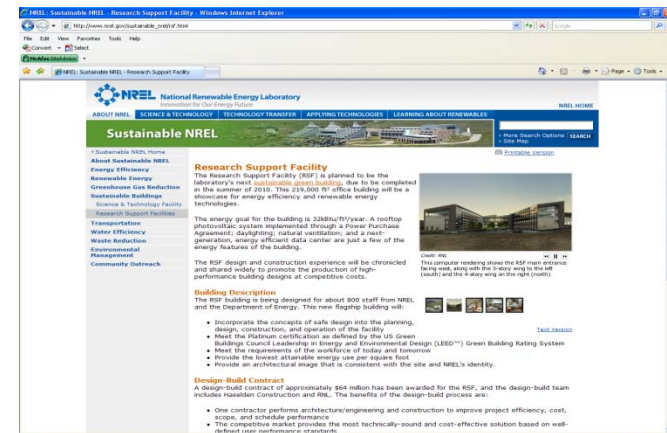 NREL: Sustainable NREL - Research Support Facility - Windows Internet Explorer
http://www.nrel.gov/sustainable_nrel/rsf.html
Google
File Edit View Favorites Tools Help
Convert Select
McAfee SiteAdvisor
NREL: Sustainable NREL - Research Support Facility
Page Tools
NREL National Renewable Energy Laboratory
Innovation for Our Energy Future
NREL HOME
ABOUT NREL SCIENCE & TECHNOLOGY TECHNOLOGY TRANSFER APPLYING TECHNOLOGIES LEARNING ABOUT RENEWABLES
Sustainable NREL
More Search Options SEARCH
Site Map
Printable Version
Sustainable NREL Home
About Sustainable NREL
Energy Efficiency
Renewable Energy
Greenhouse Gas Reduction
Sustainable Buildings
Science & Technology Facility
Research Support Facilities
Transportation
Water Efficiency
Waste Reduction
Environmental
Management
Community Outreach
Research Support Facility
The Research Support Facility (RSF) is planned to be the
laboratory's next sustainable green building, due to be completed
in the summer of 2010. This 219,000 ft² office building will be a
showcase for energy efficiency and renewable energy
technologies.
The energy goal for the building is 32kBtu/ft²/year. A rooftop
photovoltaic system implemented through a Power Purchase
Agreement; daylighting; natural ventilation; and a next-
generation, energy efficient data center are just a few of the
energy features of the building.
The RSF design and construction experience will be chronicled
and shared widely to promote the production of high-
performance building designs at competitive costs.
Credit: RNL
This computer rendering shows the RSF main entrance
facing west, along with the 3-story wing to the left
(south) and the 4-story wing on the right (north).
Text Version
Building Description
The RSF building is being designed for about 800 staff from NREL
and the Department of Energy. This new flagship building will:
• Incorporate the concepts of safe design into the planning,
design, construction, and operation of the facility
• Meet the Platinum certification as defined by the US Green
Buildings Council Leadership in Energy and Environmental Design (LEED™) Green Building Rating System
• Meet the requirements of the workforce of today and tomorrow
• Provide the lowest attainable energy use per square foot
• Provide an architectural image that is consistent with the site and NREL's identity.
Design-Build Contract
A design-build contract of approximately $64 million has been awarded for the RSF, and the design-build team
includes Haselden Construction and RNL. The benefits of the design-build process are:
• One contractor performs architecture/engineering and construction to improve project efficiency, cost,
scope, and schedule performance
• The competitive market provides the most technically-sound and cost-effective solution based on well-
defined user performance standards